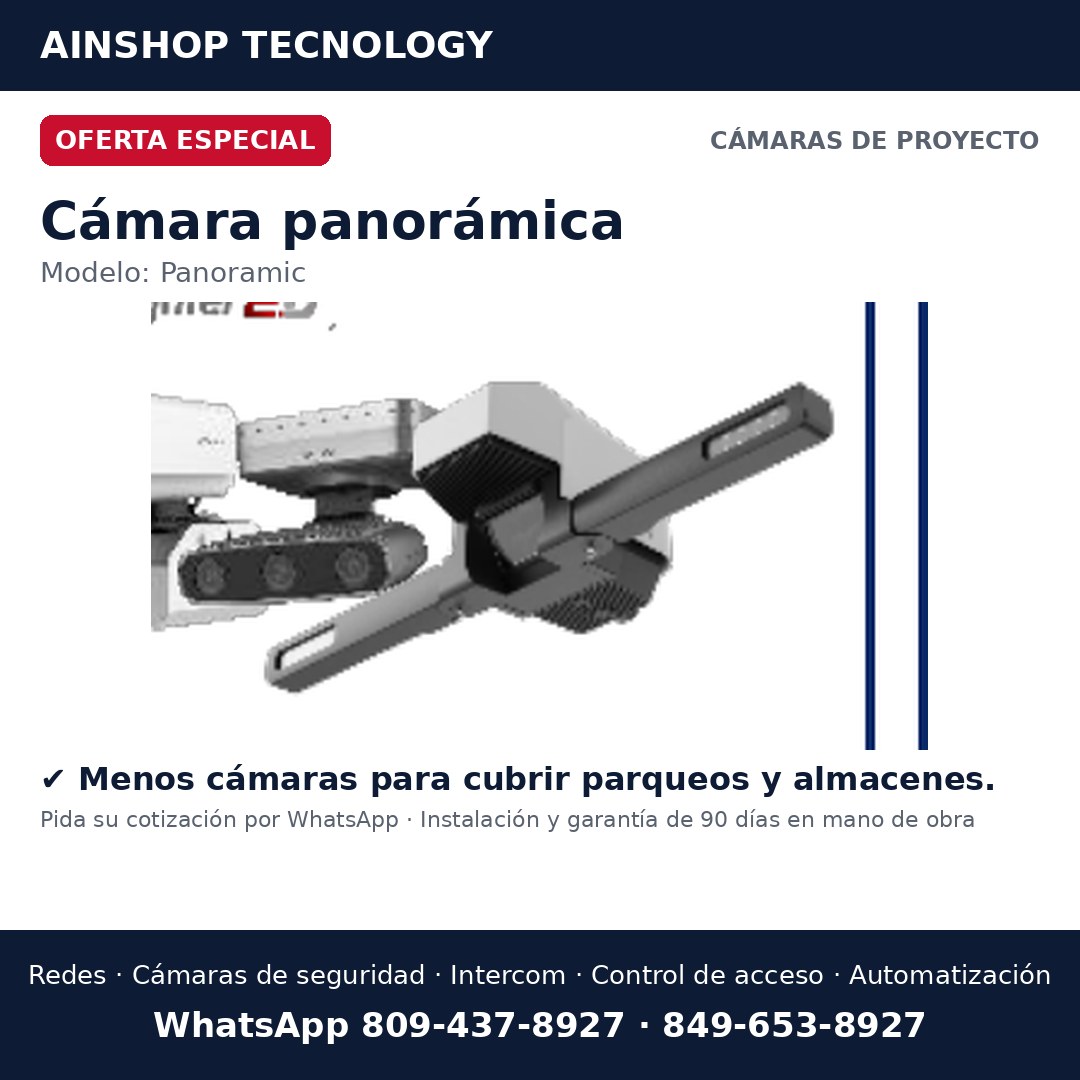 AINSHOP TECNOLOGY
OFERTA ESPECIAL
CÁMARAS DE PROYECTO
Cámara panorámica
Modelo: Panoramic
✔ Menos cámaras para cubrir parqueos y almacenes.
Pida su cotización por WhatsApp · Instalación y garantía de 90 días en mano de obra
Redes · Cámaras de seguridad · Intercom · Control de acceso · Automatización
WhatsApp 809-437-8927 · 849-653-8927